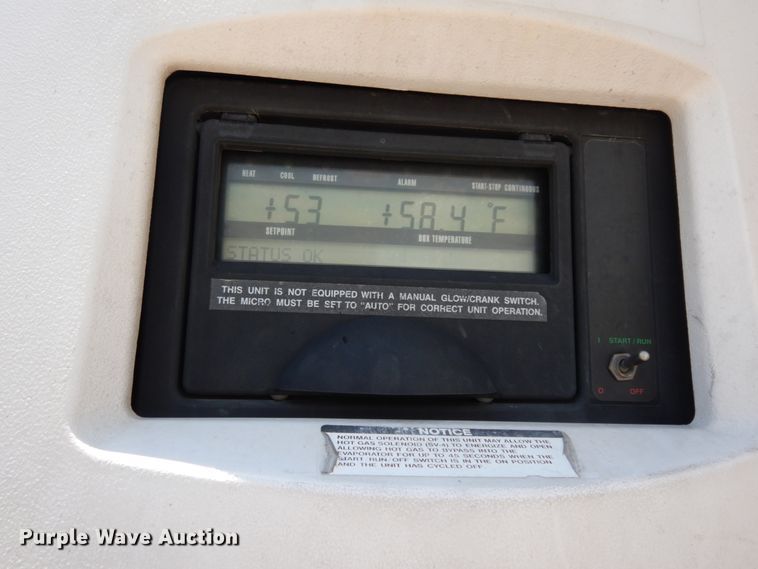 HEAT COOL DEFROST ALARM START-STOP CONTINUOUS
+53 +58.4 °F
SETPOINT BOX TEMPERATURE
STATUS OK
THIS UNIT IS NOT EQUIPPED WITH A MANUAL GLOW/CRANK SWITCH.
THE MICRO MUST BE SET TO "AUTO" FOR CORRECT UNIT OPERATION.
I START/RUN
O OFF
NOTICE
NORMAL OPERATION OF THIS UNIT MAY ALLOW THE
HOT GAS SOLENOID (SV-4) TO ENERGIZE AND OPEN
ALLOWING HOT GAS TO BYPASS INTO THE
EVAPORATOR FOR UP TO 45 SECONDS WHEN THE
START RUN-OFF SWITCH IS IN THE ON POSITION
AND THE UNIT HAS CYCLED OFF.
Purple Wave Auction